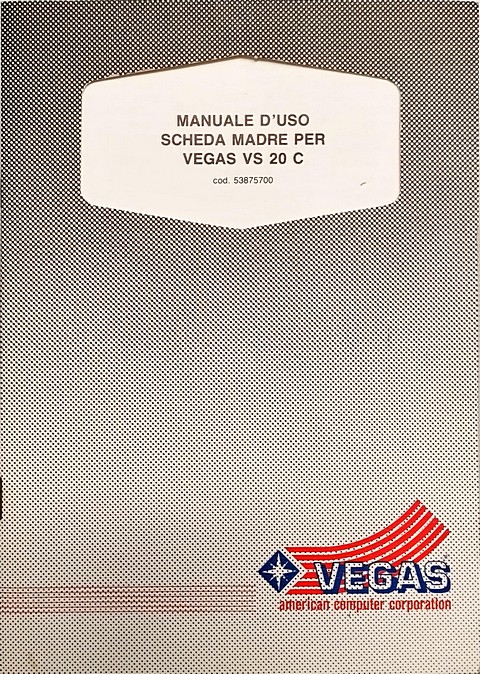 MANUALE D'USO
SCHEDA MADRE PER
VEGAS VS 20 C
cod. 53875700
VEGAS
american computer corporation